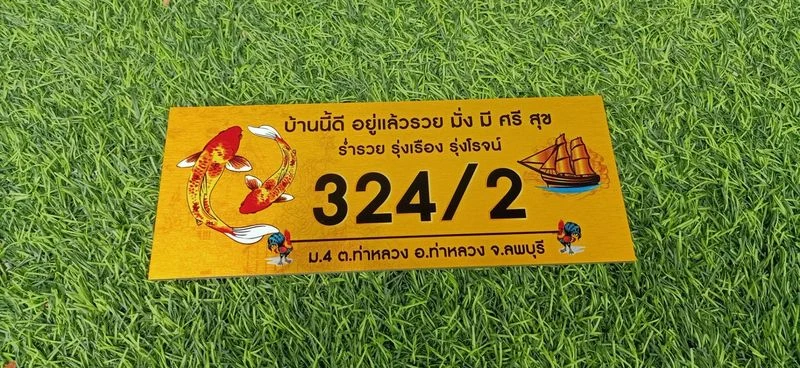 บ้านนี้ดี อยู่แล้วรวย มั่ง มี ศรี สุข
ร่ำรวย รุ่งเรือง รุ่งโรจน์
324/2
ม.4 ต.ท่าหลวง อ.ท่าหลวง จ.ลพบุรี